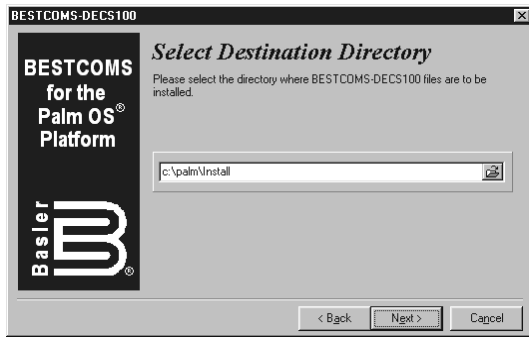 BESTCOMS-DECS100
BESTCOMS
for the
Palm OS®
Platform
Basler
B®
Select Destination Directory
Please select the directory where BESTCOMS-DECS100 files are to be
installed.
c:\palm\Install
< Back
Next >
Cancel